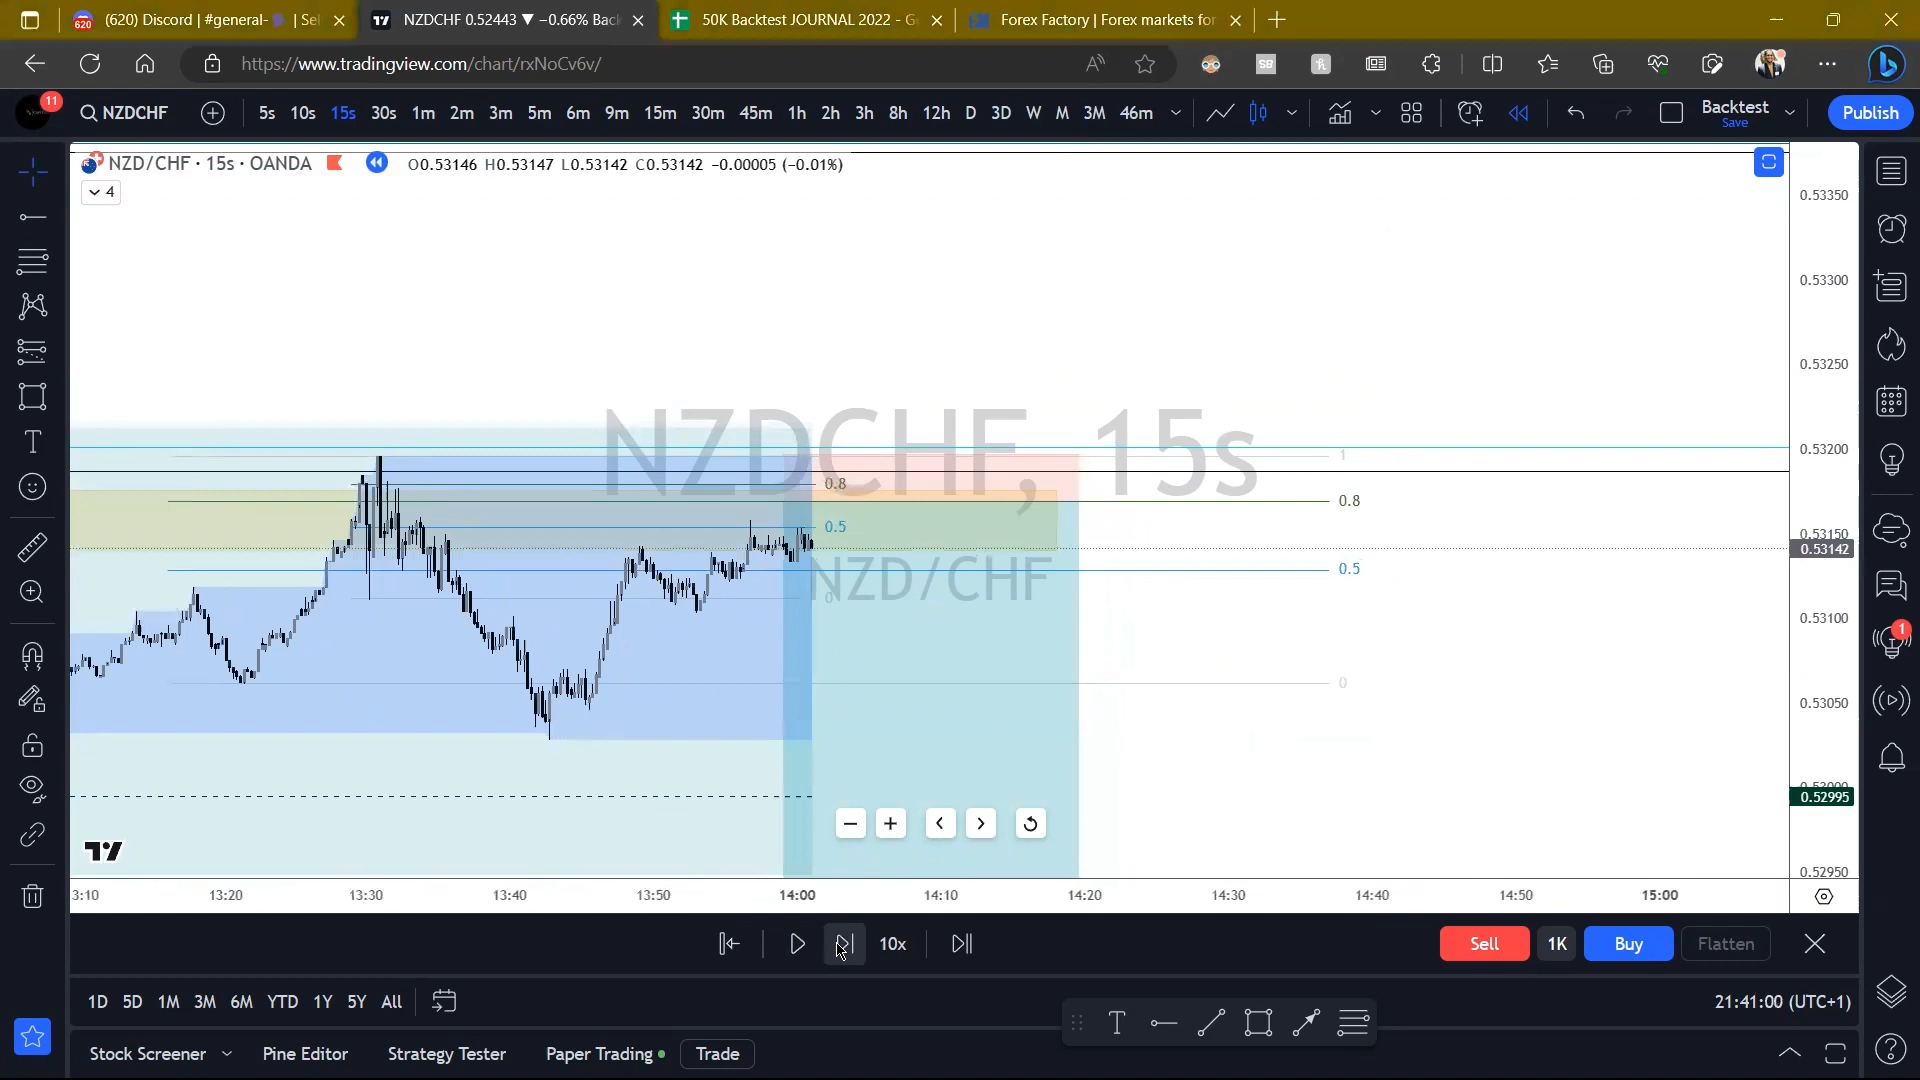 (620) Discord | #general- | Sel
NZDCHF 0.52443 ▼ −0.66% Back
50K Backtest JOURNAL 2022 - G
Forex Factory | Forex markets for
https://www.tradingview.com/chart/rxNoCv6v/
11
NZDCHF
5s 10s 15s 30s 1m 2m 3m 5m 6m 9m 15m 30m 45m 1h 2h 3h 8h 12h D 3D W M 3M 46m
Backtest
Save
Publish
NZD/CHF · 15s · OANDA
O0.53146 H0.53147 L0.53142 C0.53142 −0.00005 (−0.01%)
4
0.53350
0.53300
0.53250
NZDCHF, 15s
0.53200
1
0.8
0.8
0.5
0.53150
0.53142
NZD/CHF
0.5
0
0.53100
1
0
0.53050
0.53000
0.52995
0.52950
3:10 13:20 13:30 13:40 13:50 14:00 14:10 14:20 14:30 14:40 14:50 15:00
10x
Sell 1K Buy Flatten
1D 5D 1M 3M 6M YTD 1Y 5Y All
21:41:00 (UTC+1)
Stock Screener Pine Editor Strategy Tester Paper Trading Trade